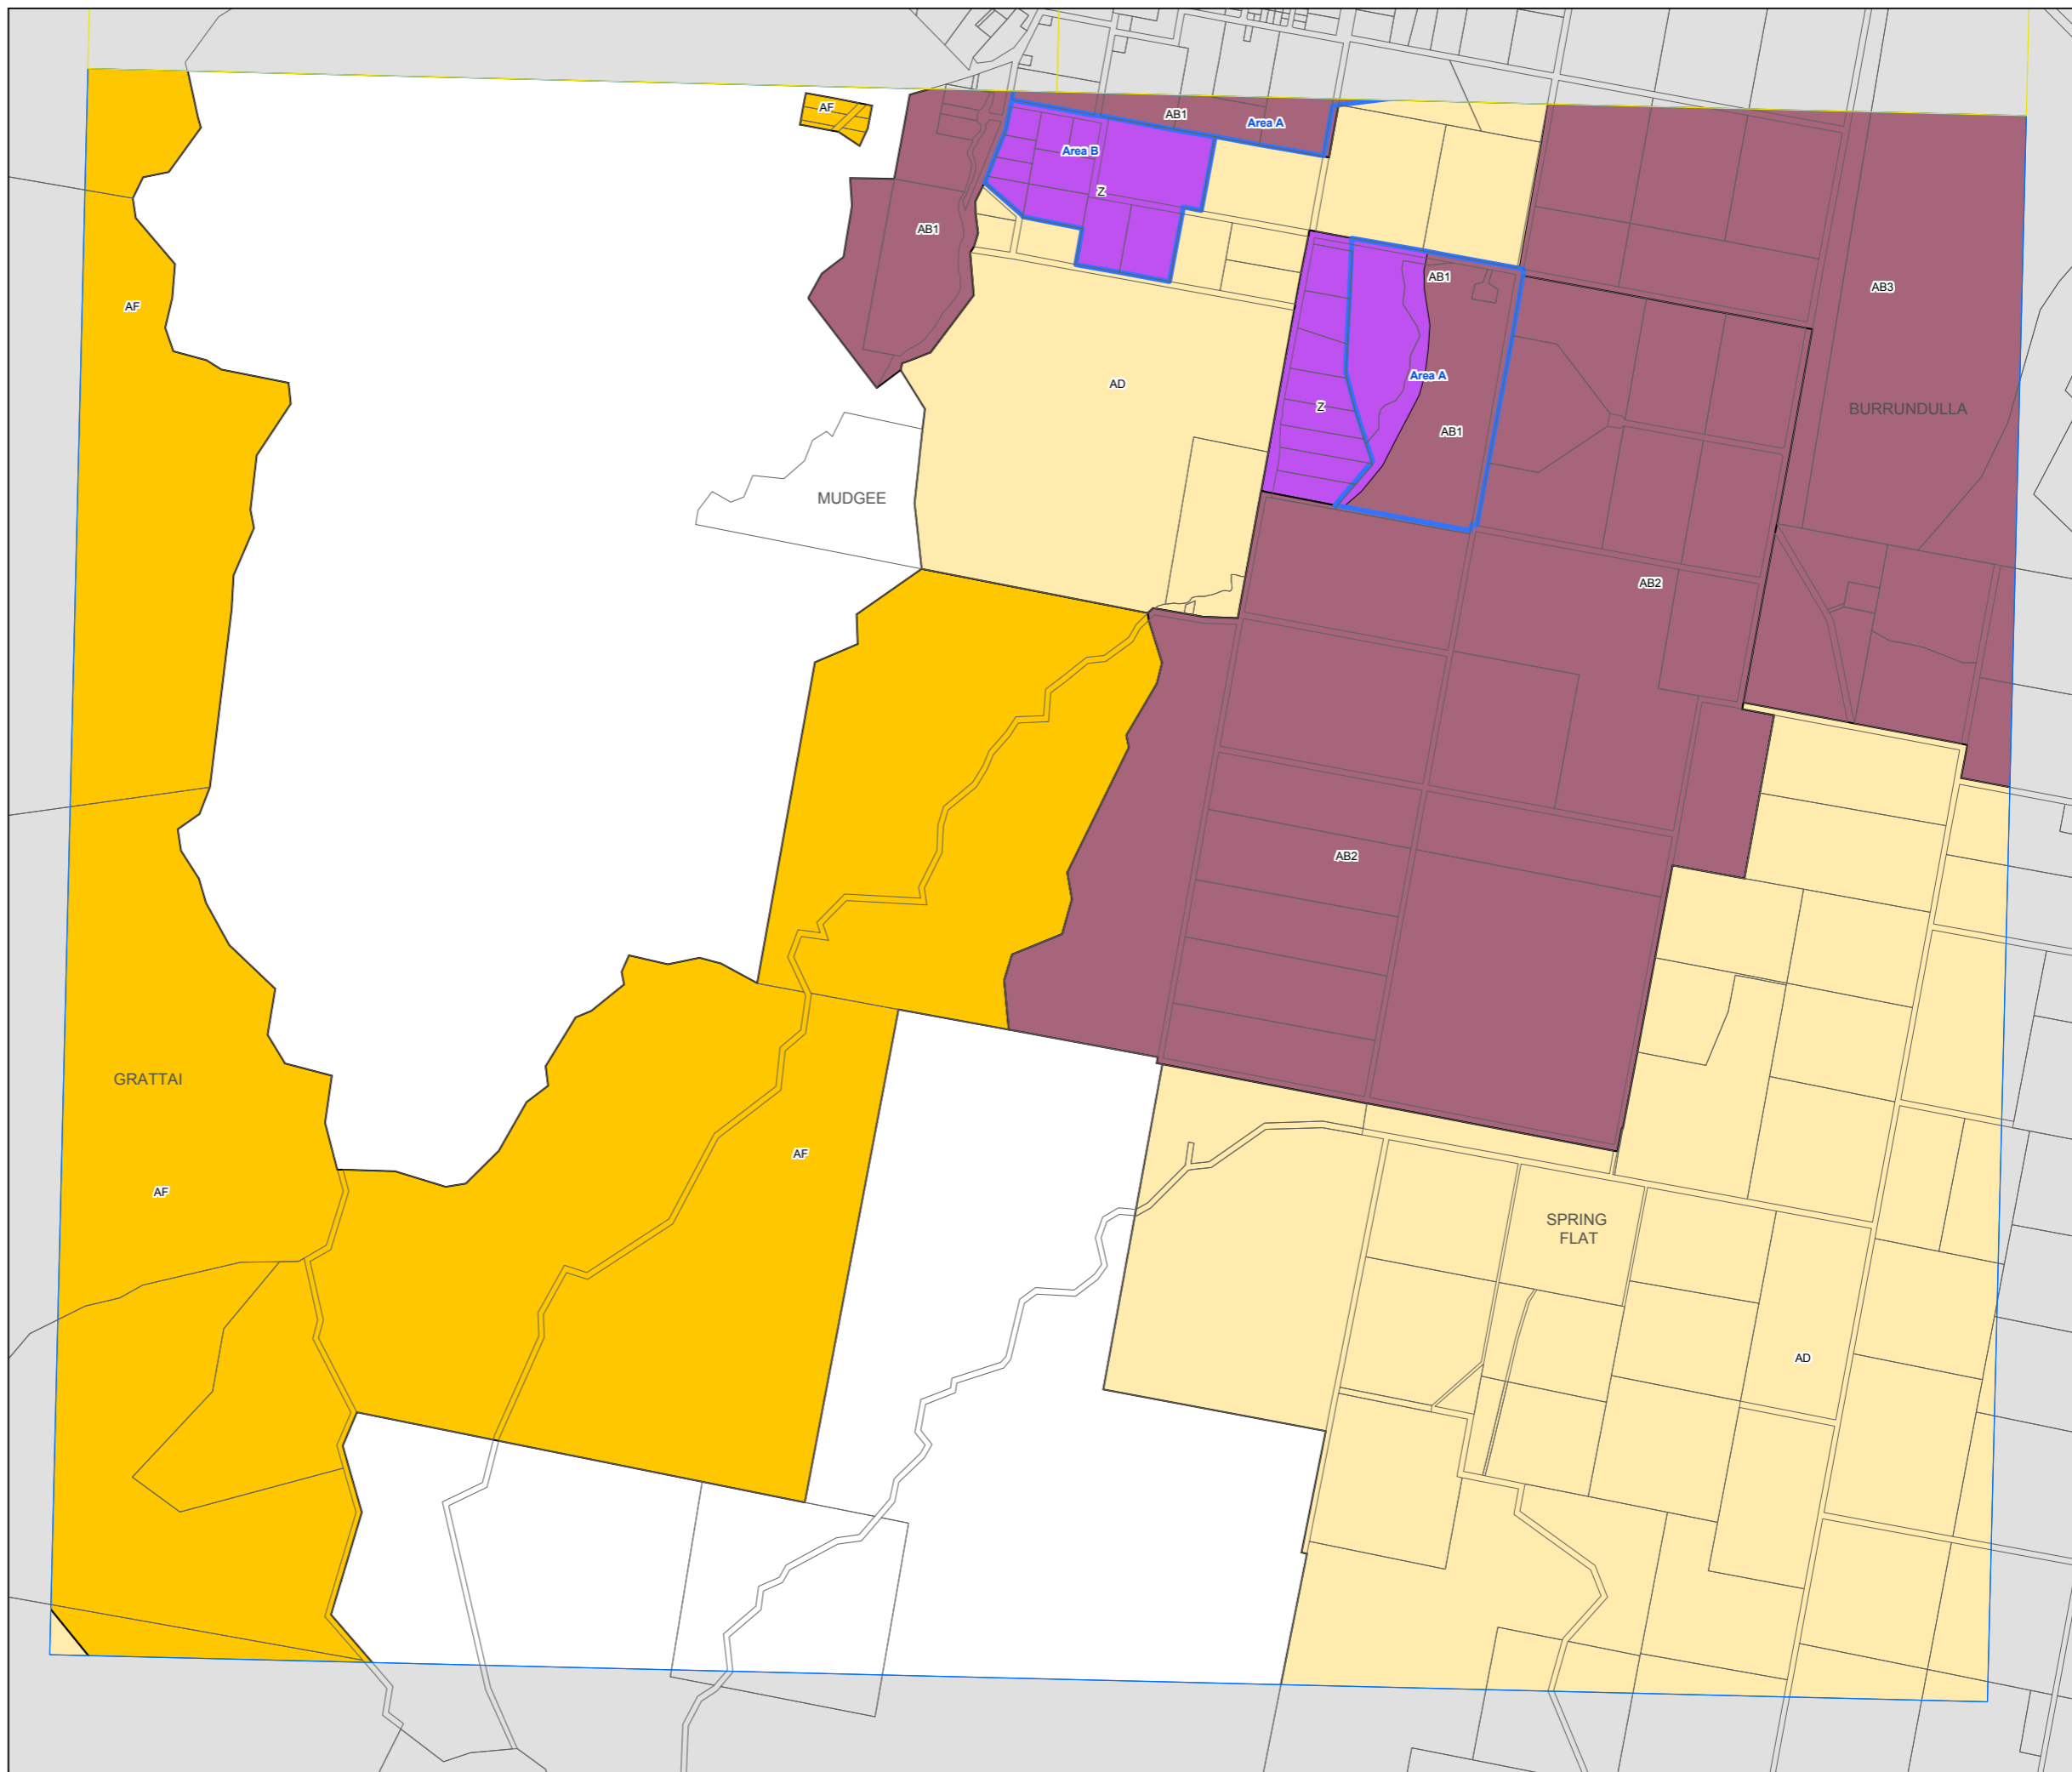 AF
AB1
Area A
Area B
Z
AB1
AF
AB1
AB3
AD
Area A
Z
BURRUNDULLA
AB1
MUDGEE
AB2
AB2
GRATTAI
AF
AF
SPRING
FLAT
AD